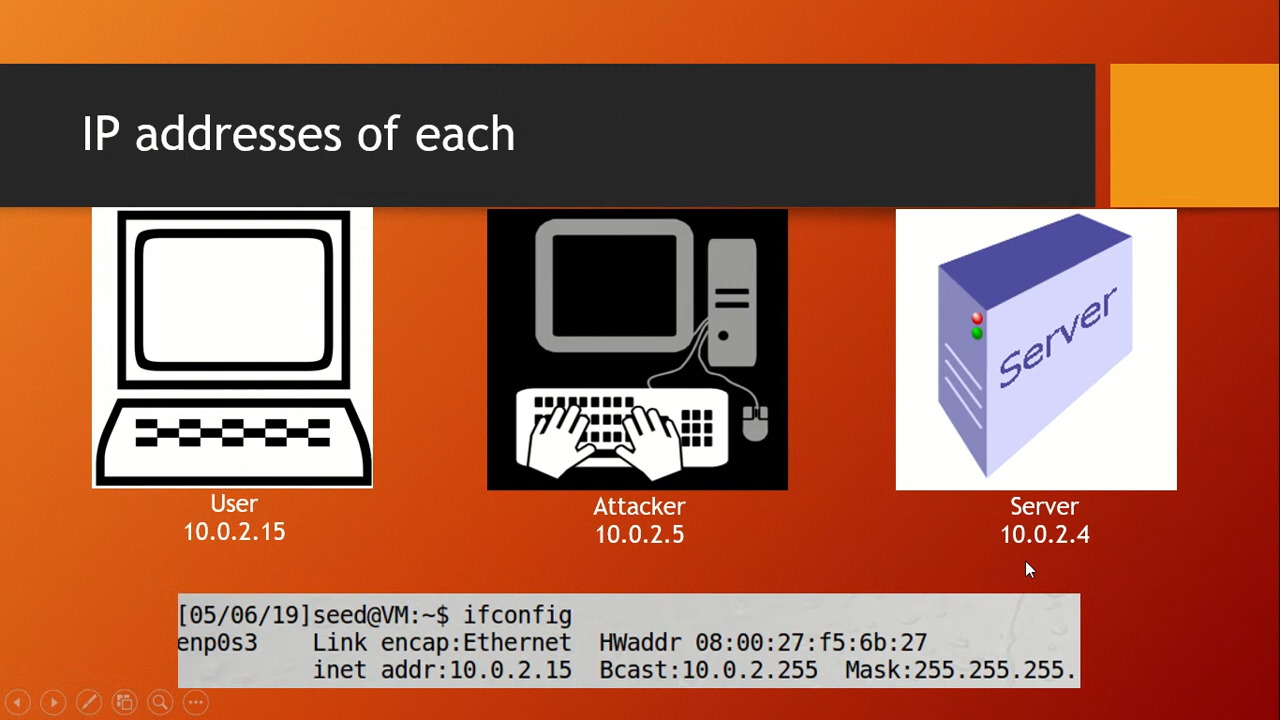 IP addresses of each
Server
User
10.0.2.15
Attacker
10.0.2.5
Server
10.0.2.4
[05/06/19]seed@VM:~$ ifconfig
enp0s3 Link encap:Ethernet HWaddr 08:00:27:f5:6b:27
inet addr:10.0.2.15 Bcast:10.0.2.255 Mask:255.255.255.